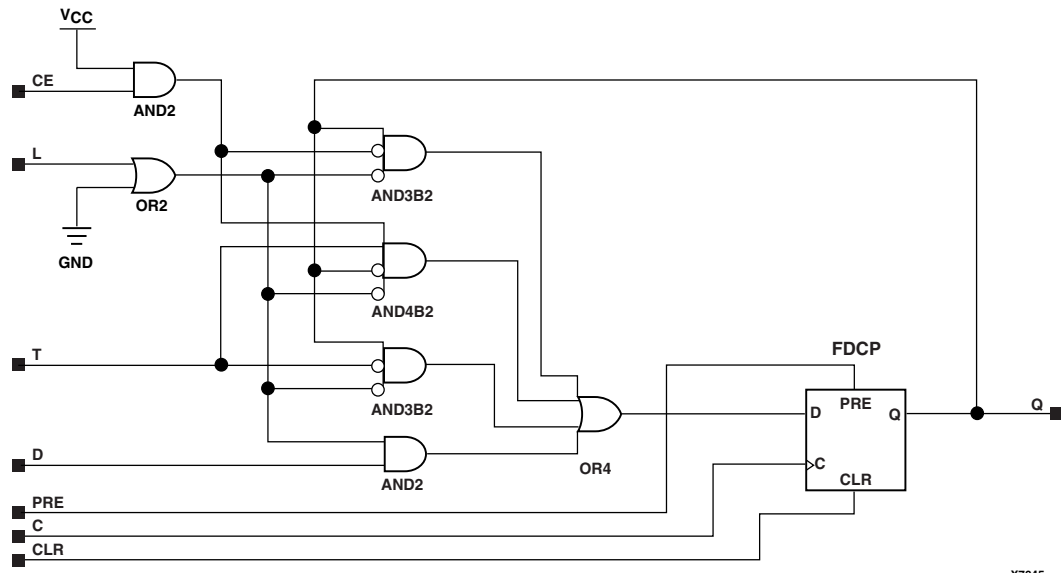 VCC
CE
AND2
L
OR2
GND
AND3B2
AND4B2
T
AND3B2
D
AND2
OR4
FDCP
PRE
D
Q
C
CLR
Q
PRE
C
CLR